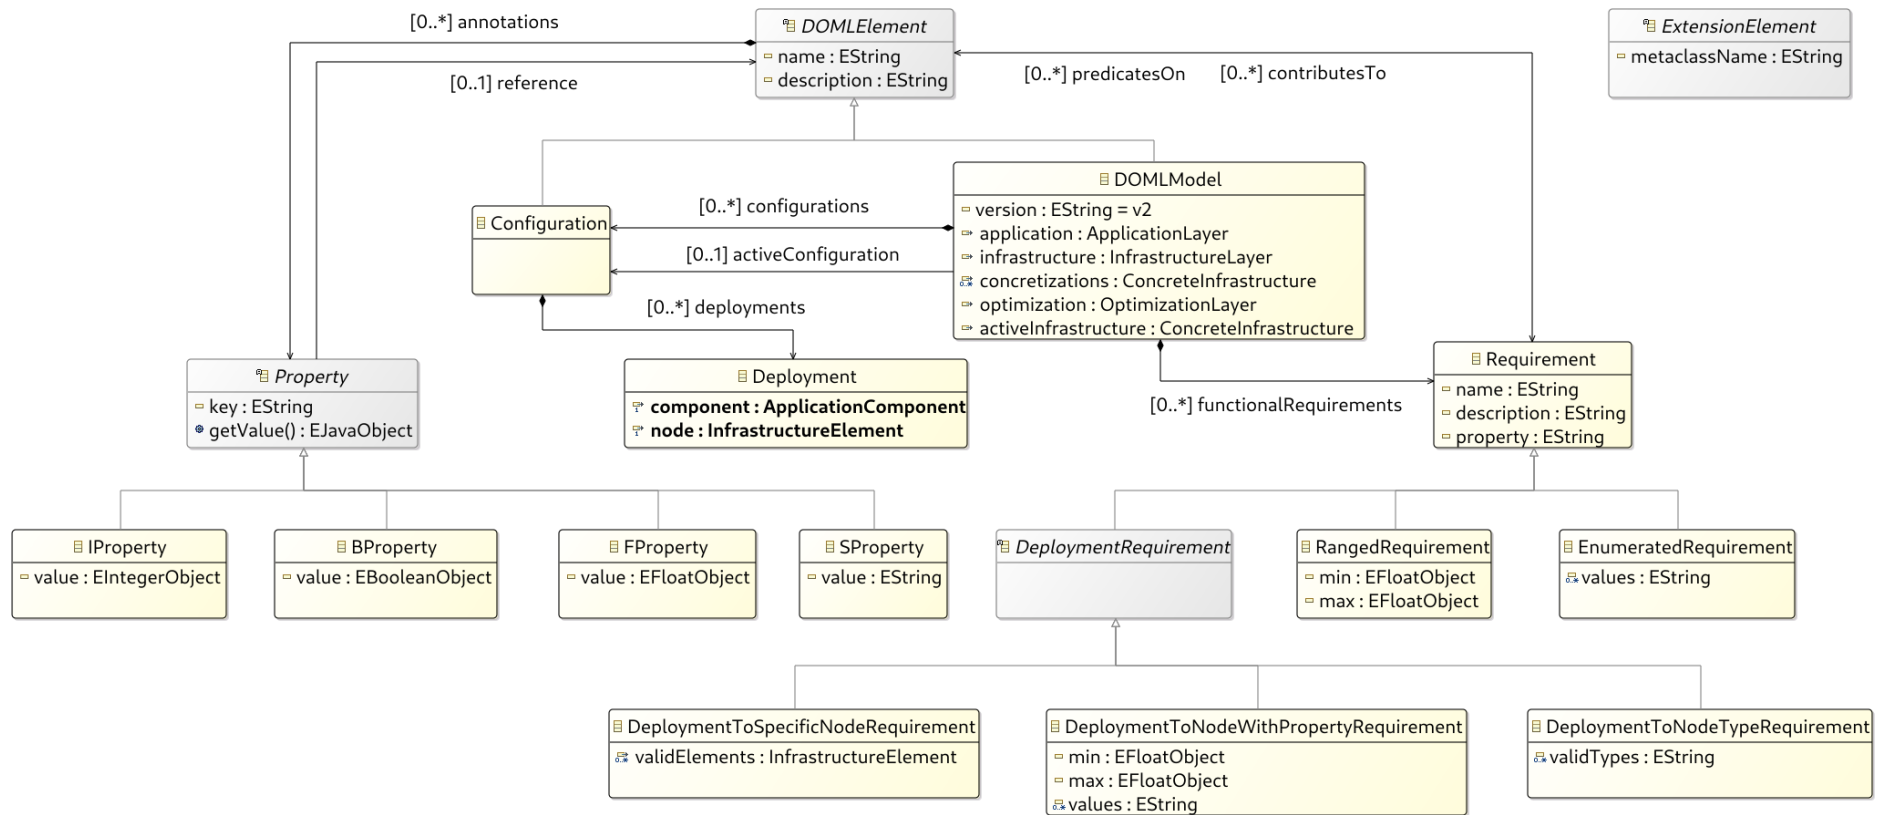 [0..*] annotations
DOMLElement
name : EString
description : EString
[0..1] reference
[0..*] predicatesOn
[0..*] contributesTo
ExtensionElement
metaclassName : EString
DOMLModel
version : EString = v2
application : ApplicationLayer
infrastructure : InfrastructureLayer
concretizations : ConcreteInfrastructure
optimization : OptimizationLayer
activeInfrastructure : ConcreteInfrastructure
[0..*] configurations
Configuration
[0..1] activeConfiguration
[0..*] deployments
Property
key : EString
getValue() : EJavaObject
Deployment
component : ApplicationComponent
node : InfrastructureElement
[0..*] functionalRequirements
Requirement
name : EString
description : EString
property : EString
IProperty
value : EIntegerObject
BProperty
value : EBooleanObject
FProperty
value : EFloatObject
SProperty
value : EString
DeploymentRequirement
RangedRequirement
min : EFloatObject
max : EFloatObject
EnumeratedRequirement
0..*
values : EString
DeploymentToSpecificNodeRequirement
validElements : InfrastructureElement
DeploymentToNodeWithPropertyRequirement
min : EFloatObject
max : EFloatObject
values : EString
DeploymentToNodeTypeRequirement
validTypes : EString